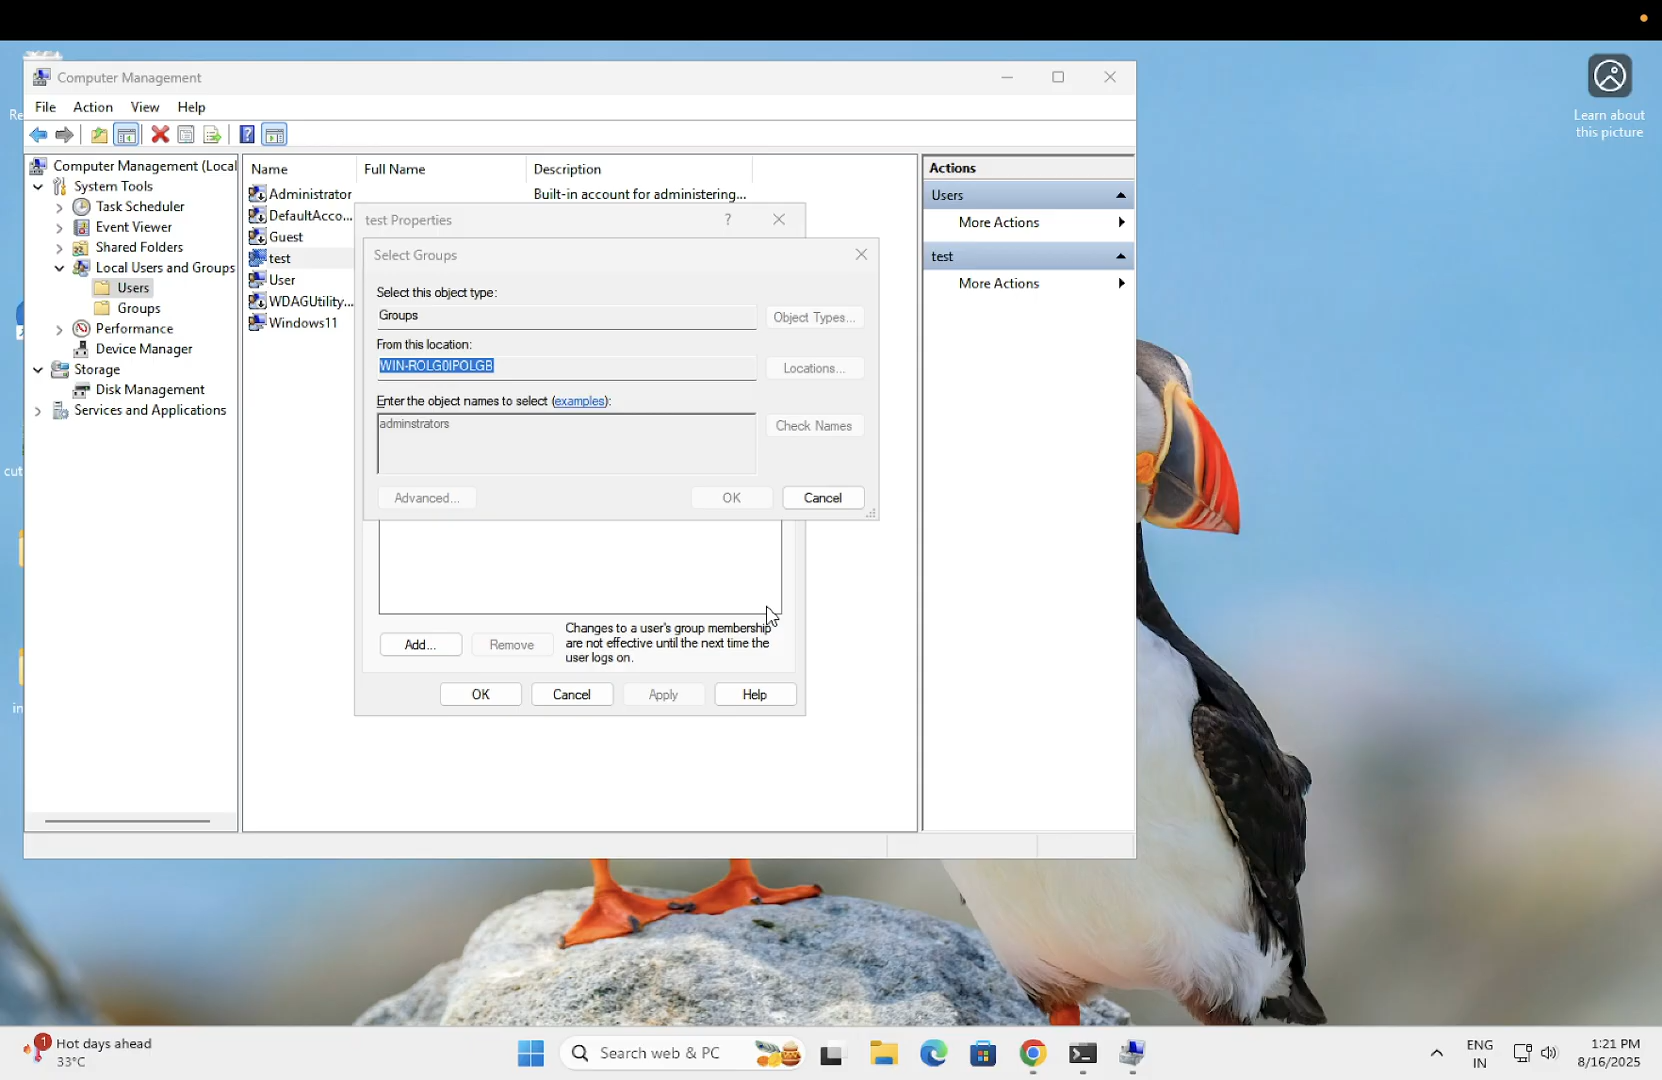 Learn about
this picture
Computer Management
File Action View Help
Computer Management (Local
System Tools
Task Scheduler
Event Viewer
Shared Folders
Local Users and Groups
Users
Groups
Performance
Device Manager
Storage
Disk Management
Services and Applications
Name Full Name Description
Administrator Built-in account for administering...
DefaultAcco...
Guest
test
User
WDAGUtility...
Windows11
Actions
Users
More Actions
test
More Actions
test Properties ?
Select Groups
Select this object type:
Groups
Object Types...
From this location:
WIN-ROLG0IPOLGB
Locations...
Enter the object names to select (examples):
adminstrators
Check Names
Advanced... OK Cancel
Add... Remove
Changes to a user's group membership
are not effective until the next time the
user logs on.
OK Cancel Apply Help
Re
cut
in
1
Hot days ahead
33°C
Search web & PC
ENG
IN
1:21 PM
8/16/2025